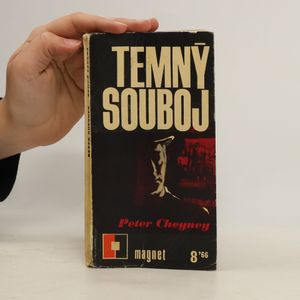 TEMNÝ
SOUBOJ
Peter Cheyney
magnet 8'66